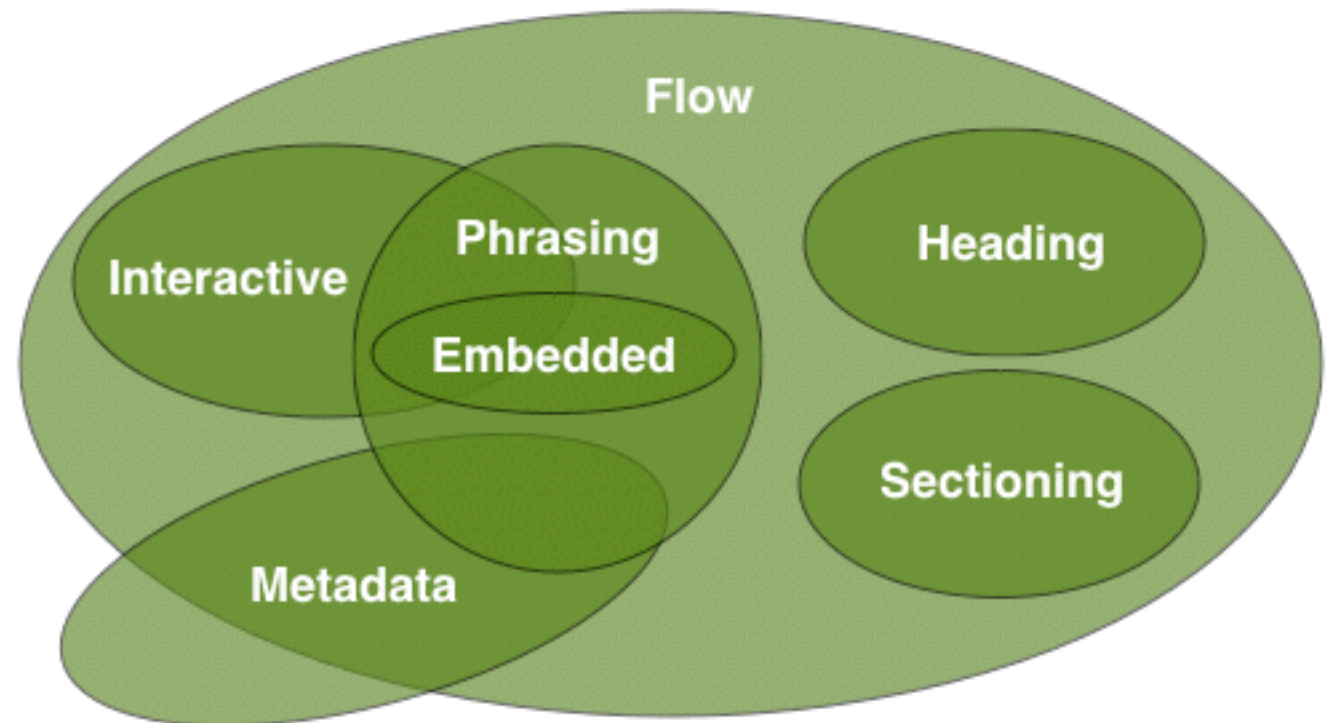 Flow
Phrasing
Heading
Interactive
Embedded
Sectioning
Metadata